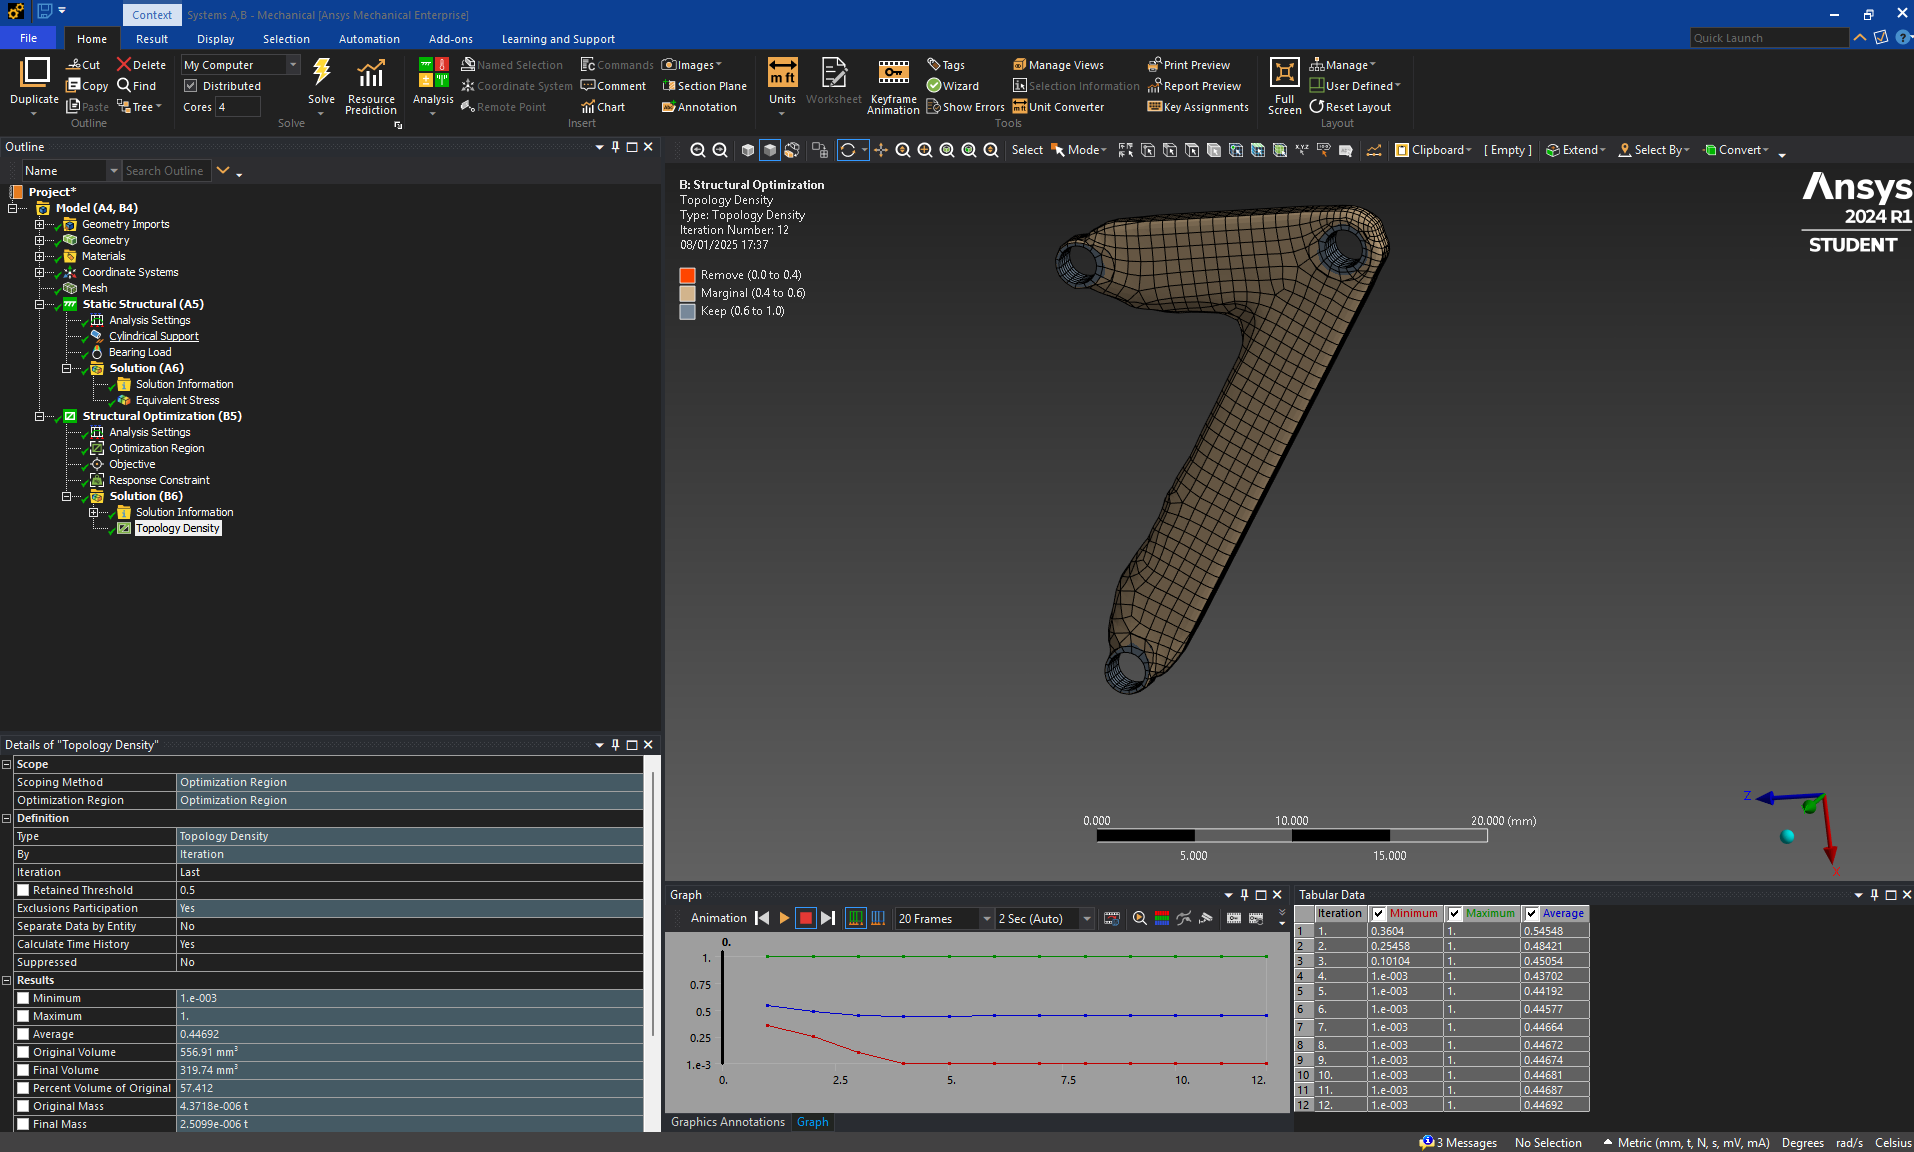 Context
Systems A,B - Mechanical [Ansys Mechanical Enterprise]
File Home Result Display Selection Automation Add-ons Learning and Support Quick Launch
Duplicate
Cut
Copy
Paste
Delete
Find
Tree
Outline
My Computer
Distributed
Cores 4
Solve
Resource Prediction
Solve
Analysis
Named Selection
Coordinate System
Remote Point
Commands
Comment
Chart
Images
Section Plane
Annotation
Insert
m ft
Units
Worksheet
Keyframe Animation
Tags
Wizard
Show Errors
Manage Views
Selection Information
Unit Converter
Print Preview
Report Preview
Key Assignments
Tools
Full Screen
Manage
User Defined
Reset Layout
Layout
Outline
Name Search Outline
Project*
Model (A4, B4)
Geometry Imports
Geometry
Materials
Coordinate Systems
Mesh
Static Structural (A5)
Analysis Settings
Cylindrical Support
Bearing Load
Solution (A6)
Solution Information
Equivalent Stress
Structural Optimization (B5)
Analysis Settings
Optimization Region
Objective
Response Constraint
Solution (B6)
Solution Information
Topology Density
Select Mode Clipboard [ Empty ] Extend Select By Convert
B: Structural Optimization
Topology Density
Type: Topology Density
Iteration Number: 12
08/01/2025 17:37
Remove (0.0 to 0.4)
Marginal (0.4 to 0.6)
Keep (0.6 to 1.0)
Ansys
2024 R1
STUDENT
0.000 10.000 20.000 (mm)
5.000 15.000
Z
X
Details of "Topology Density"
Scope
Scoping Method Optimization Region
Optimization Region Optimization Region
Definition
Type Topology Density
By Iteration
Iteration Last
Retained Threshold 0.5
Exclusions Participation Yes
Separate Data by Entity No
Calculate Time History Yes
Suppressed No
Results
Minimum 1.e-003
Maximum 1.
Average 0.44692
Original Volume 556.91 mm³
Final Volume 319.74 mm³
Percent Volume of Original 57.412
Original Mass 4.3718e-006 t
Final Mass 2.5099e-006 t
Graph
Animation 20 Frames 2 Sec (Auto)
0.
1.
0.75
0.5
0.25
1.e-3
0. 2.5 5. 7.5 10. 12.
Graphics Annotations Graph
Tabular Data
Iteration Minimum Maximum Average
1 1. 0.3604 1. 0.54548
2 2. 0.25458 1. 0.48421
3 3. 0.10104 1. 0.45054
4 4. 1.e-003 1. 0.43702
5 5. 1.e-003 1. 0.44192
6 6. 1.e-003 1. 0.44577
7 7. 1.e-003 1. 0.44664
8 8. 1.e-003 1. 0.44672
9 9. 1.e-003 1. 0.44674
10 10. 1.e-003 1. 0.44681
11 11. 1.e-003 1. 0.44687
12 12. 1.e-003 1. 0.44692
3 Messages No Selection Metric (mm, t, N, s, mV, mA) Degrees rad/s Celsius